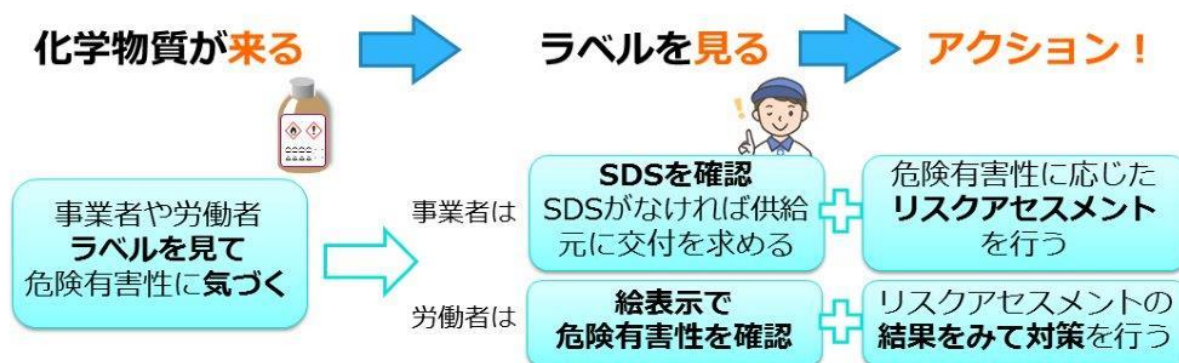 化学物質が来る
ラベルを見る
アクション！
事業者や労働者
ラベルを見て
危険有害性に気づく
事業者は
SDSを確認
SDSがなければ供給
元に交付を求める
危険有害性に応じた
リスクアセスメント
を行う
労働者は
絵表示で
危険有害性を確認
リスクアセスメントの
結果をみて対策を行う